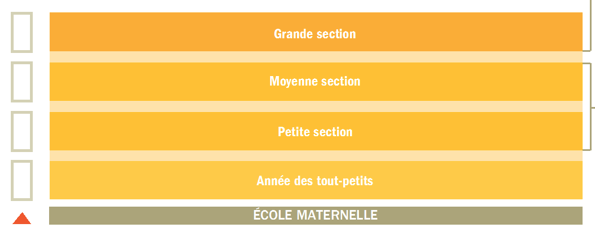 Grande section
Moyenne section
Petite section
Année des tout-petits
ÉCOLE MATERNELLE